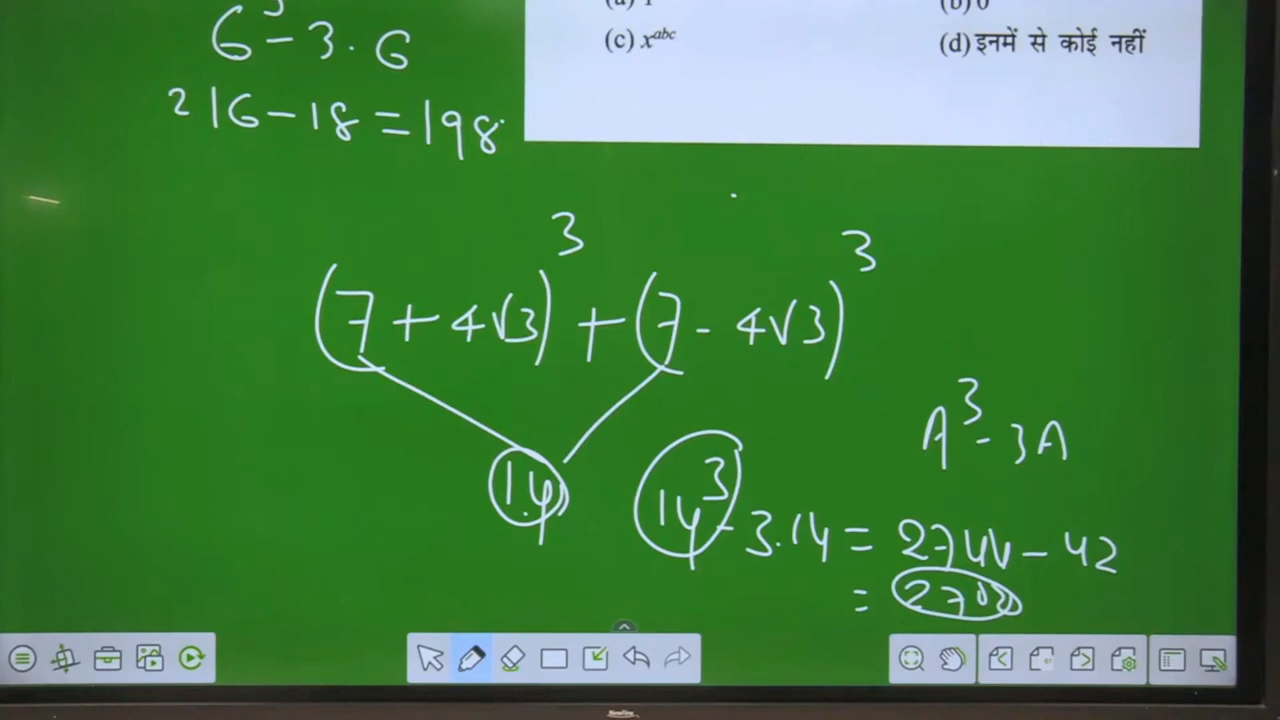 6³-3.6
216-18=198
(c) xᵃᵇᶜ
(d) इनमें से कोई नहीं
(7+4√3)³+(7-4√3)³
A³-3A
14
14³-3.14=2744-42
=2702